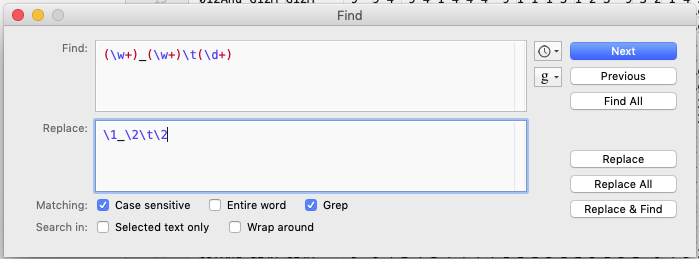 Find
Find:
(\w+)_(\w+)\t(\d+)
g
Next
Previous
Find All
Replace:
\1_\2\t\2
Replace
Replace All
Replace & Find
Matching:
Case sensitive
Entire word
Grep
Search in:
Selected text only
Wrap around